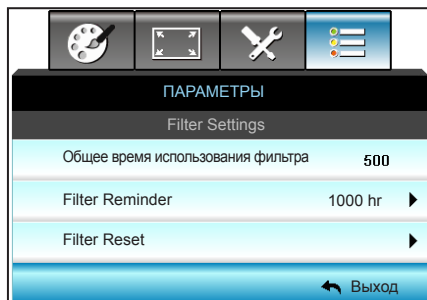 ПАРАМЕТРЫ
Filter Settings
Общее время использования фильтра 500
Filter Reminder 1000 hr
Filter Reset
Выход